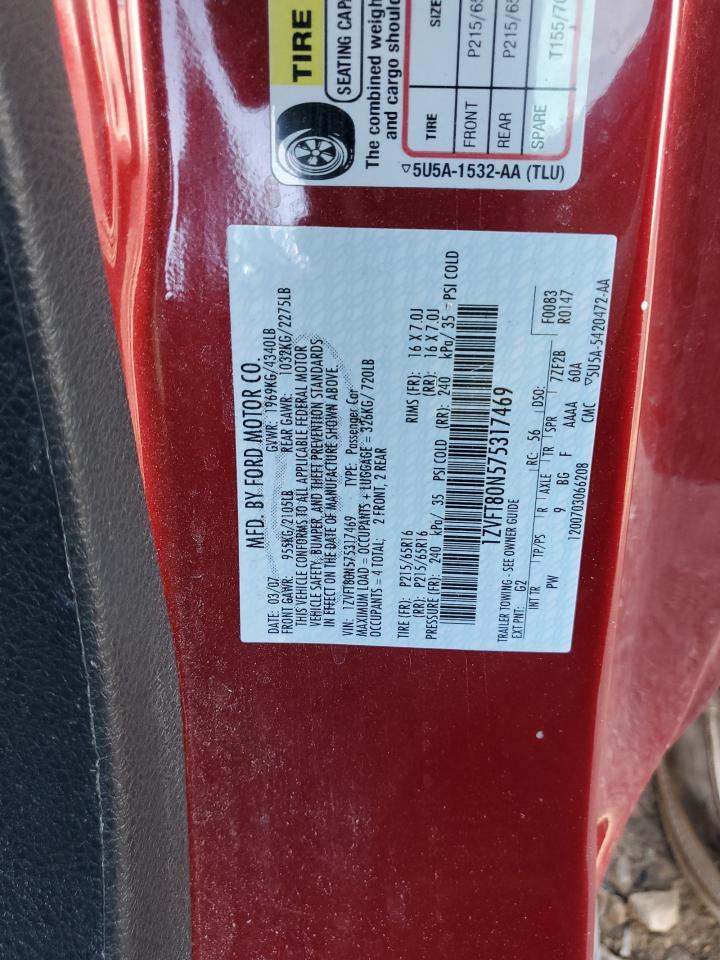 TIRE
SEATING CAPA
The combined weigh
and cargo shoul
TIRE SIZE
FRONT P215/65
REAR P215/65
SPARE T155/70
5U5A-1532-AA (TLU)
MFD. BY FORD MOTOR CO.
DATE: 03/07 GVWR: 1969KG/4340LB
FRONT GAWR: 955KG/2105LB REAR GAWR: 1032KG/2275LB
THIS VEHICLE CONFORMS TO ALL APPLICABLE FEDERAL MOTOR
VEHICLE SAFETY, BUMPER, AND THEFT PREVENTION STANDARDS
IN EFFECT ON THE DATE OF MANUFACTURE SHOWN ABOVE.
VIN: 1ZVFT80N575317469 TYPE: Passenger Car
MAXIMUM LOAD = OCCUPANTS + LUGGAGE = 326KG/ 720LB
OCCUPANTS = 4 TOTAL; 2 FRONT, 2 REAR
TIRE (FR): P215/65R16 RIMS (FR): 16 X 7.0J
(RR): P215/65R16 (RR): 16 X 7.0J
PRESSURE (FR): 240 kPa/ 35 PSI COLD (RR): 240 kPa/ 35 = PSI COLD
1ZVFT80N575317469
TRAILER TOWING - SEE OWNER GUIDE
EXT PNT: G2 RC: 56 DSO: F0083
R0147
INT TR TP/PS R AXLE TR SPR 7ZF2B
PW 9 BG F AAAA 60A
1200703066208 CMC 5U5A-5420472-AA